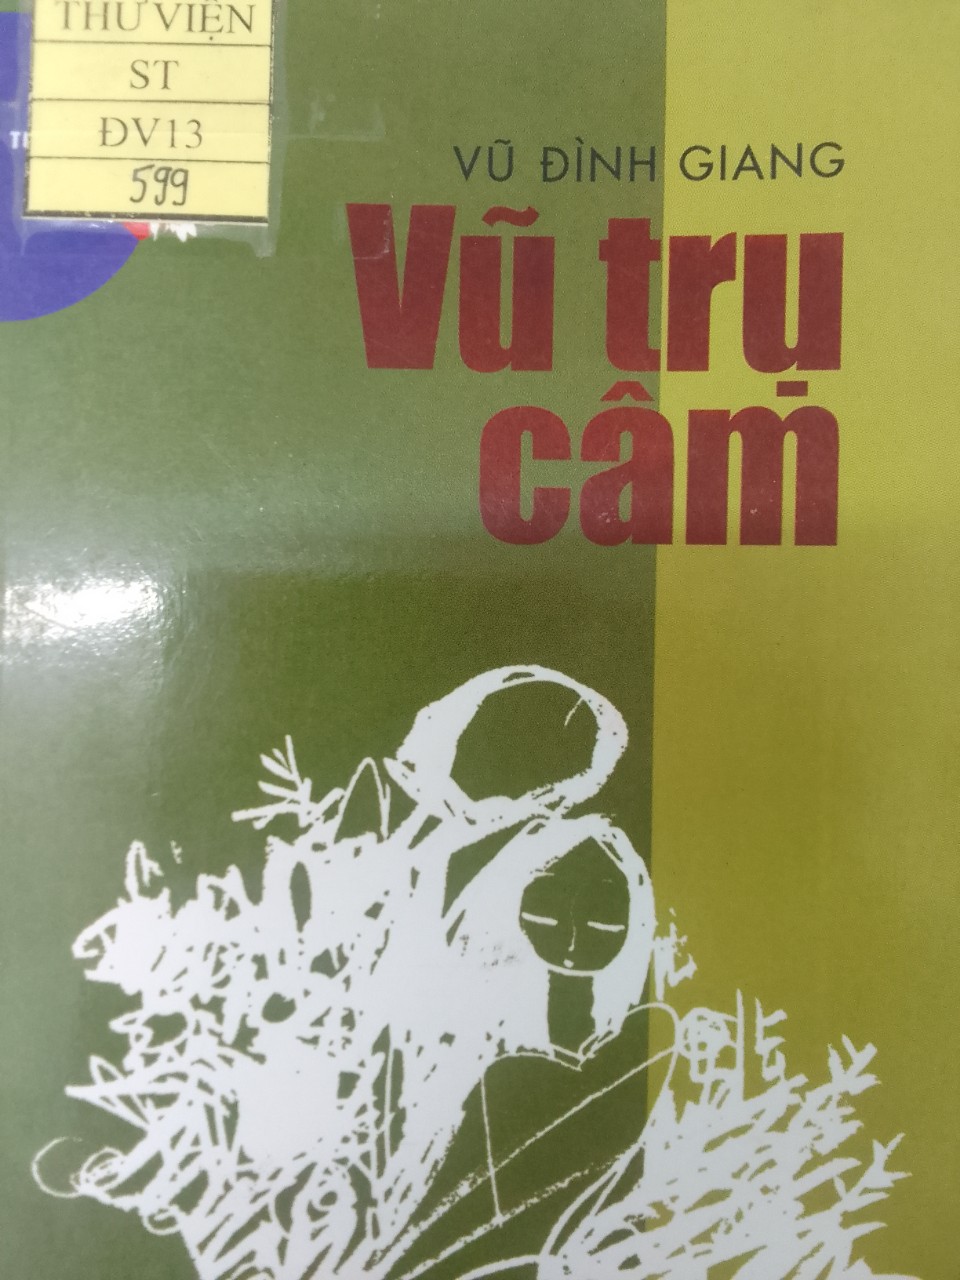 THƯ VIỆN
ST
ĐV13
599
VŨ ĐÌNH GIANG
Vũ trụ
câm